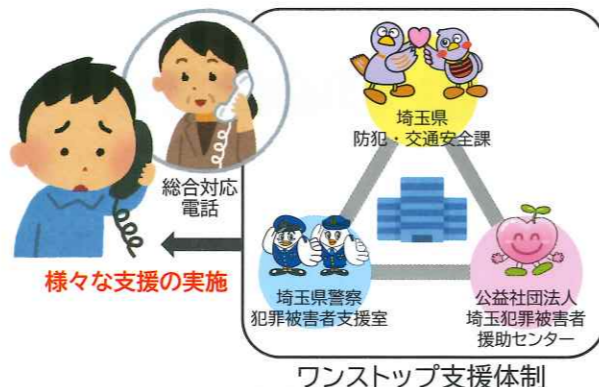 埼玉県
防犯・交通安全課
総合対応
電話
様々な支援の実施
埼玉県警察
犯罪被害者支援室
公益社団法人
埼玉犯罪被害者
援助センター
ワンストップ支援体制